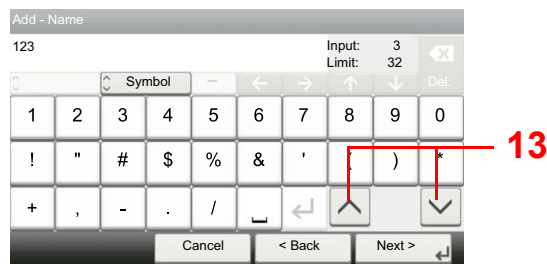 Add - Name
123 Input: 3
Limit: 32
Symbol – ← → ↑ ↓ Del.
1 2 3 4 5 6 7 8 9 0
! " # $ % & ' ( ) *
13
+ , - . /
Cancel < Back Next >